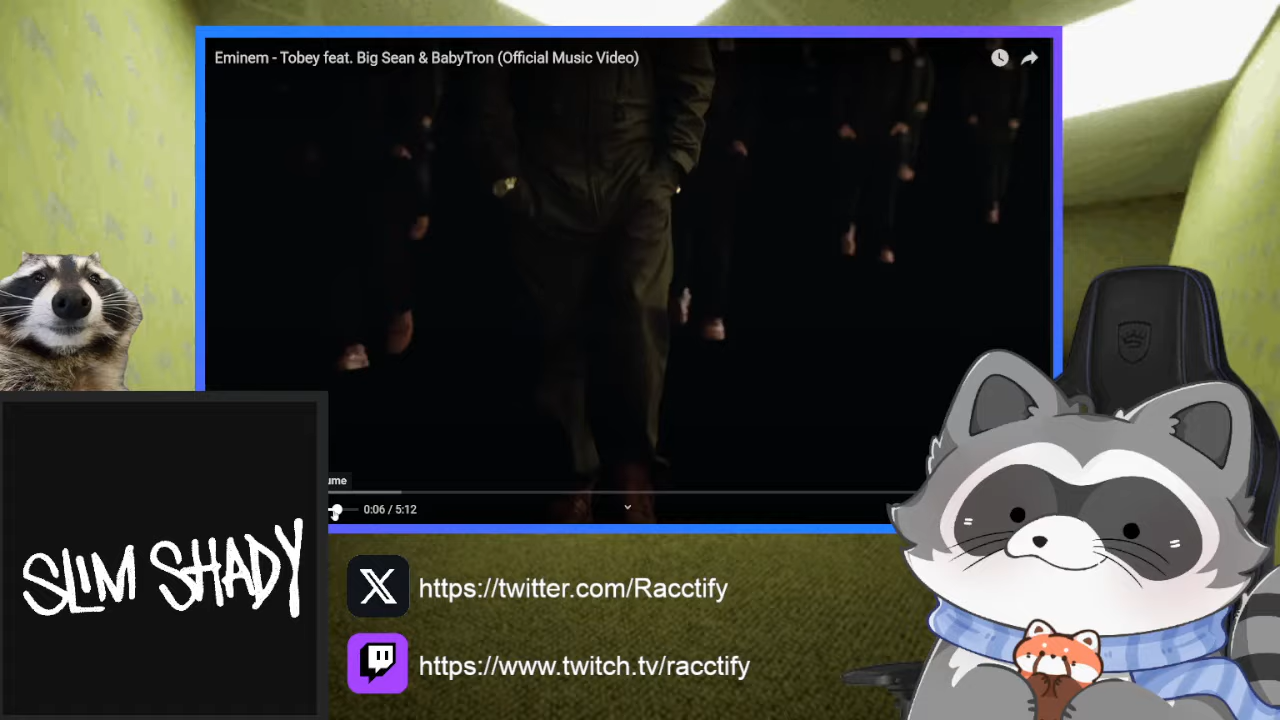 Eminem - Tobey feat. Big Sean & BabyTron (Official Music Video)
ume
0:06 / 5:12
SLIM SHADY
https://twitter.com/Racctify
https://www.twitch.tv/racctify